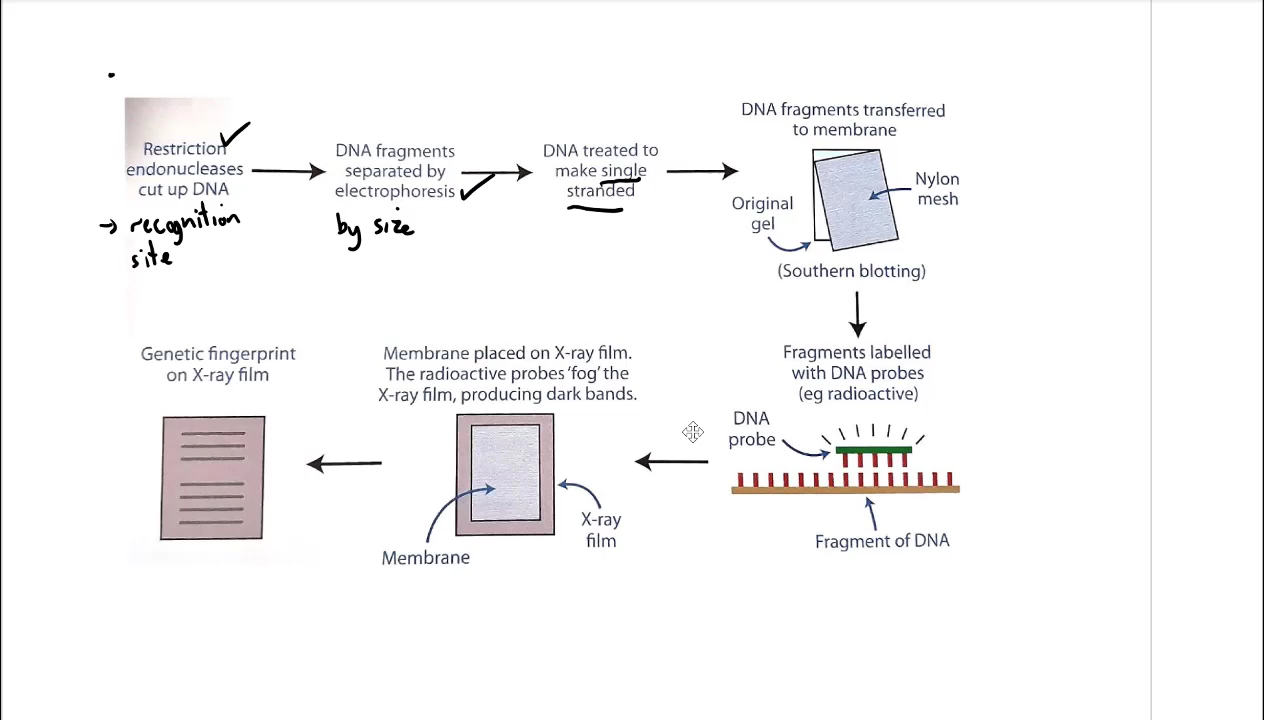 Restriction
endonucleases
cut up DNA
→ recognition
site
DNA fragments
separated by
electrophoresis
by size
DNA treated to
make single
stranded
DNA fragments transferred
to membrane
Original
gel
Nylon
mesh
(Southern blotting)
Fragments labelled
with DNA probes
(eg radioactive)
DNA
probe
Fragment of DNA
Membrane placed on X-ray film.
The radioactive probes ‘fog’ the
X-ray film, producing dark bands.
Membrane
X-ray
film
Genetic fingerprint
on X-ray film